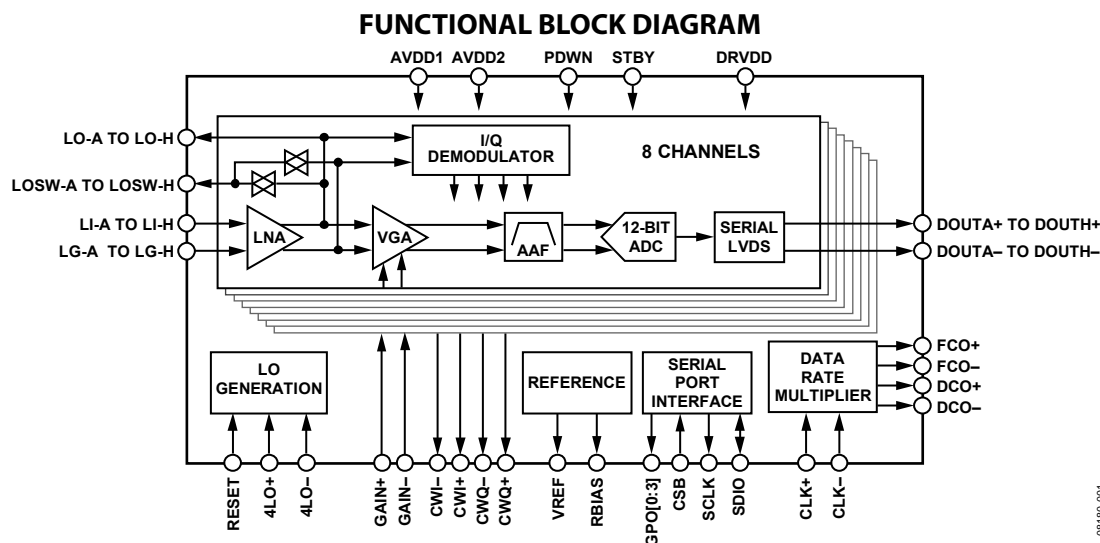 FUNCTIONAL BLOCK DIAGRAM
AVDD1 AVDD2 PDWN STBY DRVDD
LO-A TO LO-H
LOSW-A TO LOSW-H
LI-A TO LI-H
LG-A TO LG-H
I/Q
DEMODULATOR
8 CHANNELS
LNA
VGA
AAF
12-BIT
ADC
SERIAL
LVDS
DOUTA+ TO DOUTH+
DOUTA– TO DOUTH–
LO
GENERATION
REFERENCE
SERIAL
PORT
INTERFACE
DATA
RATE
MULTIPLIER
FCO+
FCO–
DCO+
DCO–
RESET
4LO+
4LO–
GAIN+
GAIN–
CWI–
CWI+
CWQ–
CWQ+
VREF
RBIAS
GPO[0:3]
CSB
SCLK
SDIO
CLK+
CLK–